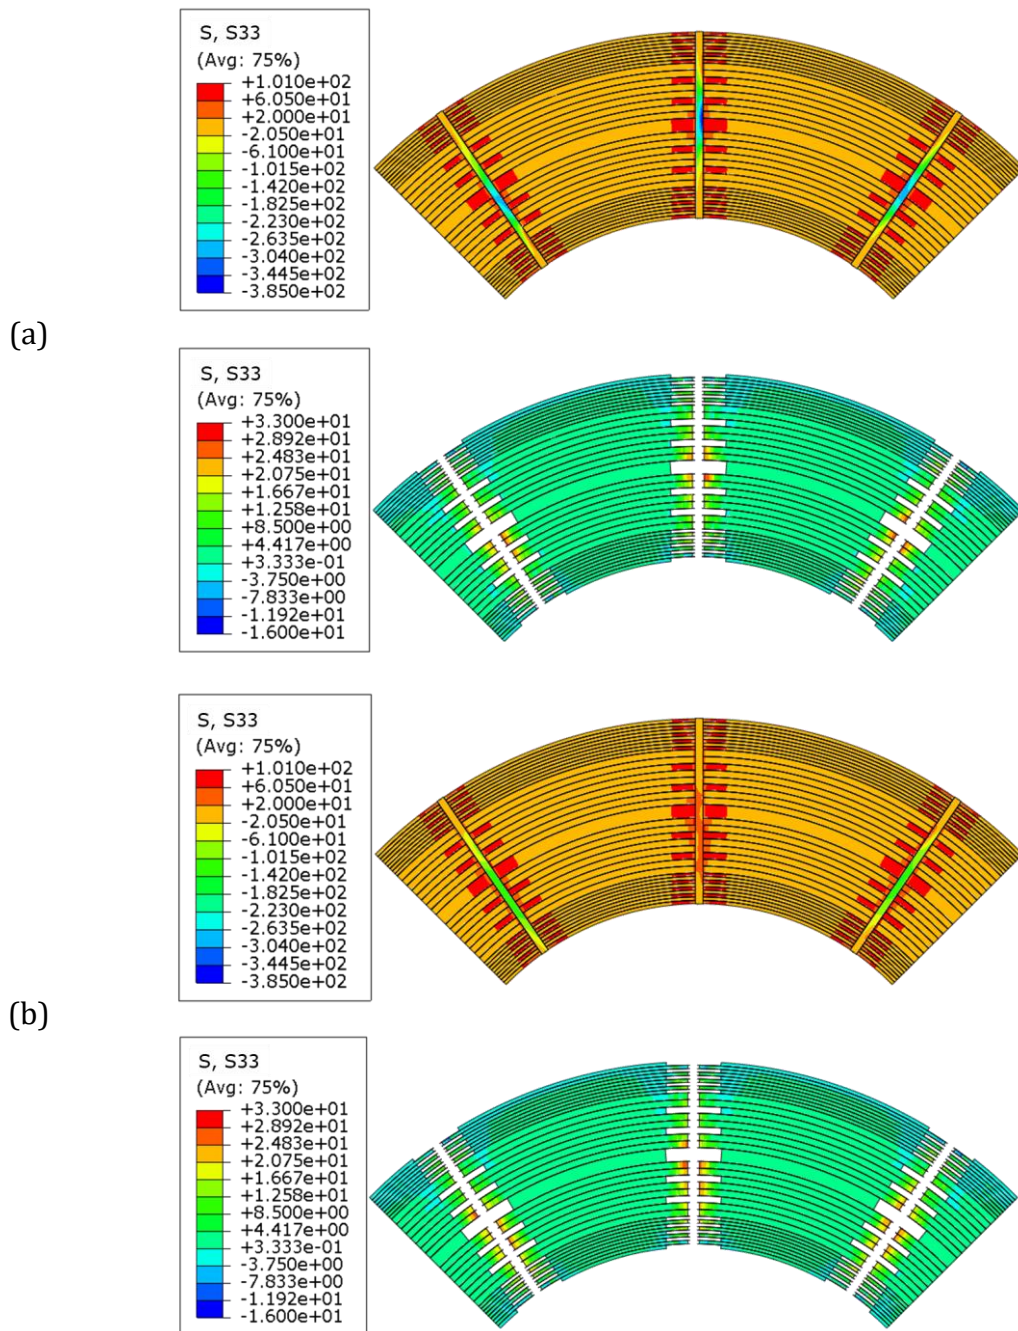 S, S33
(Avg: 75%)
+1.010e+02
+6.050e+01
+2.000e+01
-2.050e+01
-6.100e+01
-1.015e+02
-1.420e+02
-1.825e+02
-2.230e+02
-2.635e+02
-3.040e+02
-3.445e+02
-3.850e+02
(a)
S, S33
(Avg: 75%)
+3.300e+01
+2.892e+01
+2.483e+01
+2.075e+01
+1.667e+01
+1.258e+01
+8.500e+00
+4.417e+00
+3.333e-01
-3.750e+00
-7.833e+00
-1.192e+01
-1.600e+01
S, S33
(Avg: 75%)
+1.010e+02
+6.050e+01
+2.000e+01
-2.050e+01
-6.100e+01
-1.015e+02
-1.420e+02
-1.825e+02
-2.230e+02
-2.635e+02
-3.040e+02
-3.445e+02
-3.850e+02
(b)
S, S33
(Avg: 75%)
+3.300e+01
+2.892e+01
+2.483e+01
+2.075e+01
+1.667e+01
+1.258e+01
+8.500e+00
+4.417e+00
+3.333e-01
-3.750e+00
-7.833e+00
-1.192e+01
-1.600e+01